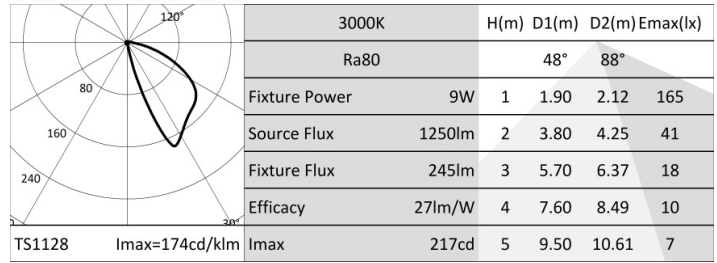 120°
80
160
240
30°
TS1128 Imax=174cd/klm
3000K H(m) D1(m) D2(m) Emax(lx)
Ra80 48° 88°
Fixture Power 9W 1 1.90 2.12 165
Source Flux 1250lm 2 3.80 4.25 41
Fixture Flux 245lm 3 5.70 6.37 18
Efficacy 27lm/W 4 7.60 8.49 10
Imax 217cd 5 9.50 10.61 7